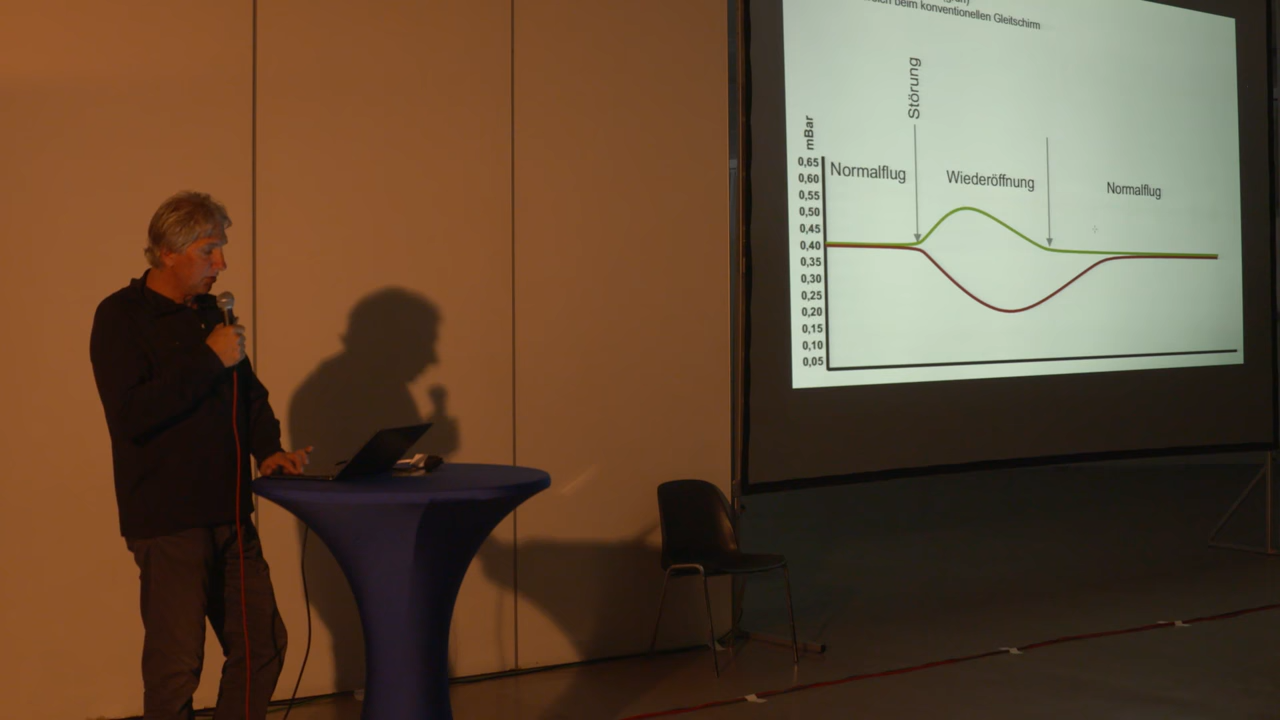 beim konventionellen Gleitschirm
Störung
mBar
0,65
0,60
0,55
0,50
0,45
0,40
0,35
0,30
0,25
0,20
0,15
0,10
0,05
Normalflug
Wiederöffnung
Normalflug